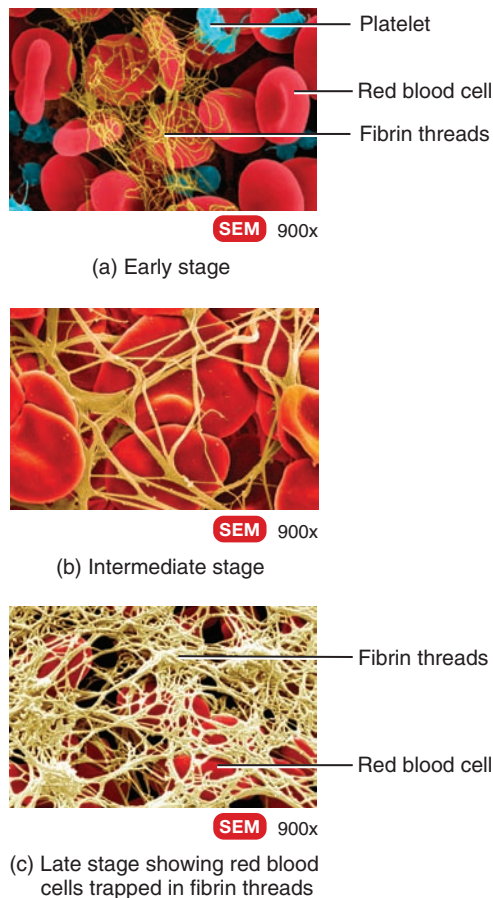 Platelet
Red blood cell
Fibrin threads
SEM 900x
(a) Early stage
SEM 900x
(b) Intermediate stage
Fibrin threads
Red blood cell
SEM 900x
(c) Late stage showing red blood
cells trapped in fibrin threads